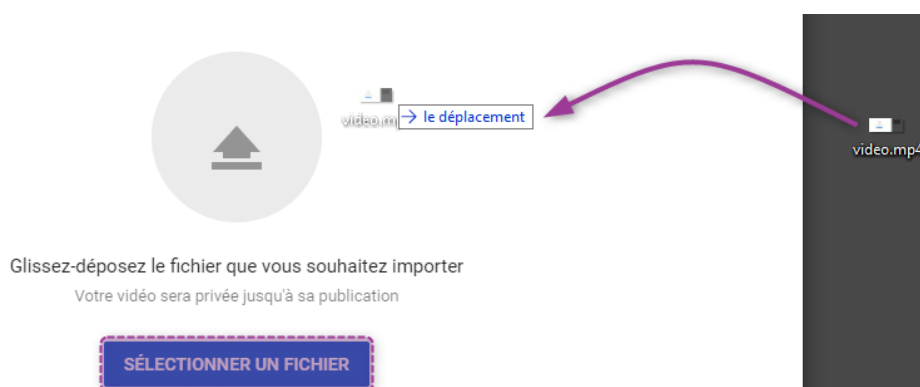 video.m
→ le déplacement
video.mp4
Glissez-déposez le fichier que vous souhaitez importer
Votre vidéo sera privée jusqu'à sa publication
SÉLECTIONNER UN FICHIER